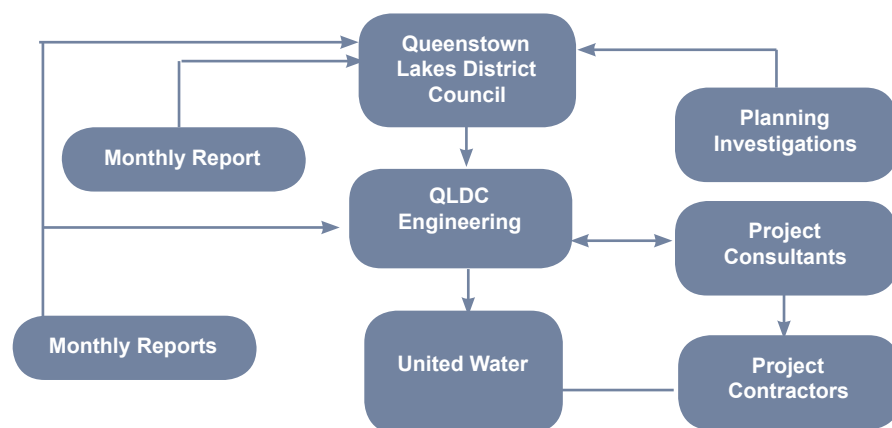 Queenstown
Lakes District
Council
Planning
Investigations
Monthly Report
QLDC
Engineering
Project
Consultants
Monthly Reports
United Water
Project
Contractors